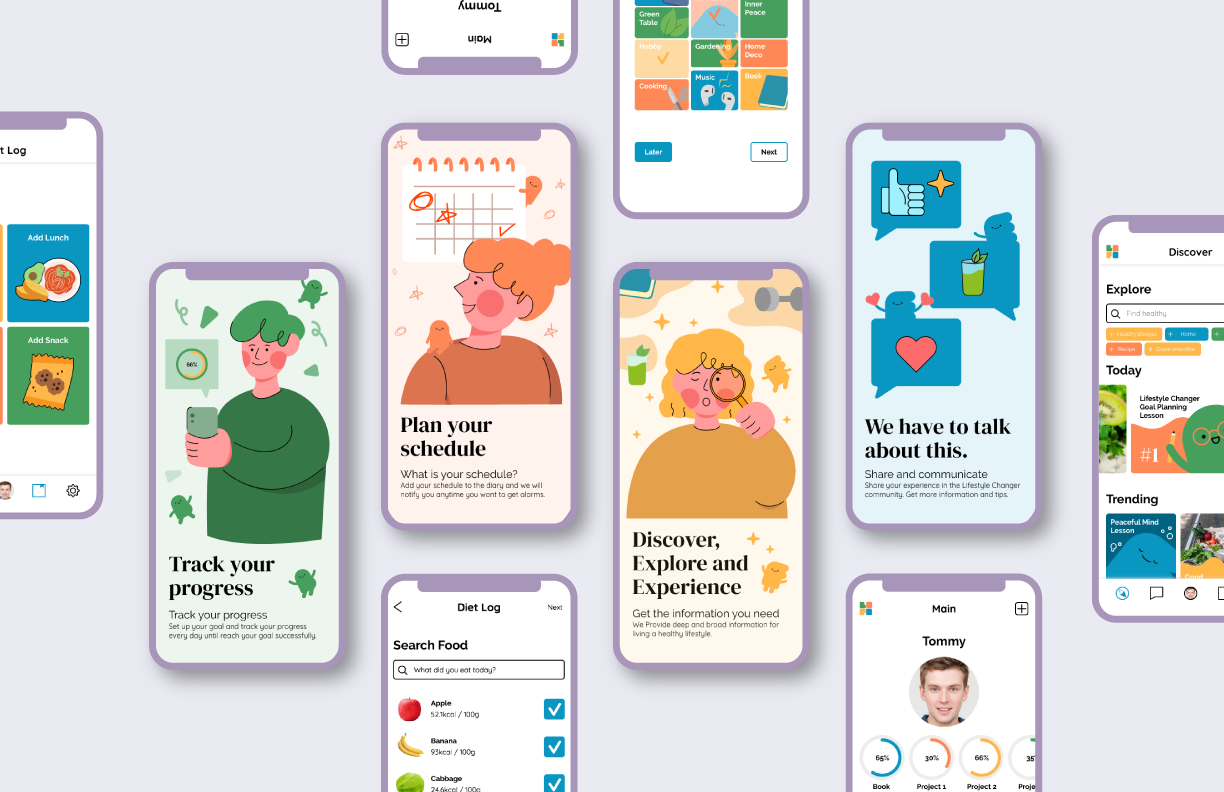 Tommy
Main
Green
Table
Inner
Peace
Hobby
Gardening
Home
Deco
Cooking
Music
Book
Later
Next
t Log
Add Lunch
Add Snack
66%
Track your
progress
Track your progress
Set up your goal and track your progress
every day until reach your goal successfully.
Plan your
schedule
What is your schedule?
Add your schedule to the diary and we will
notify you anytime you want to get alarms.
Diet Log
Next
Search Food
What did you eat today?
Apple
52.1kcal / 100g
Banana
93kcal / 100g
Cabbage
24.6kcal / 100g
Discover,
Explore and
Experience
Get the information you need
We Provide deep and broad information for
living a healthy lifestyle.
We have to talk
about this.
Share and communicate
Share your experience in the Lifestyle Changer
community. Get more information and tips.
Main
Tommy
65%
30%
66%
35
Book
Project 1
Project 2
Proje
Discover
Explore
Find healthy
+ Healthy lifestyle
+ Home
+
+ Recipe
+ Green smoothie
Today
Lifestyle Changer
Goal Planning
Lesson
#1
Trending
Peaceful Mind
Lesson
Good